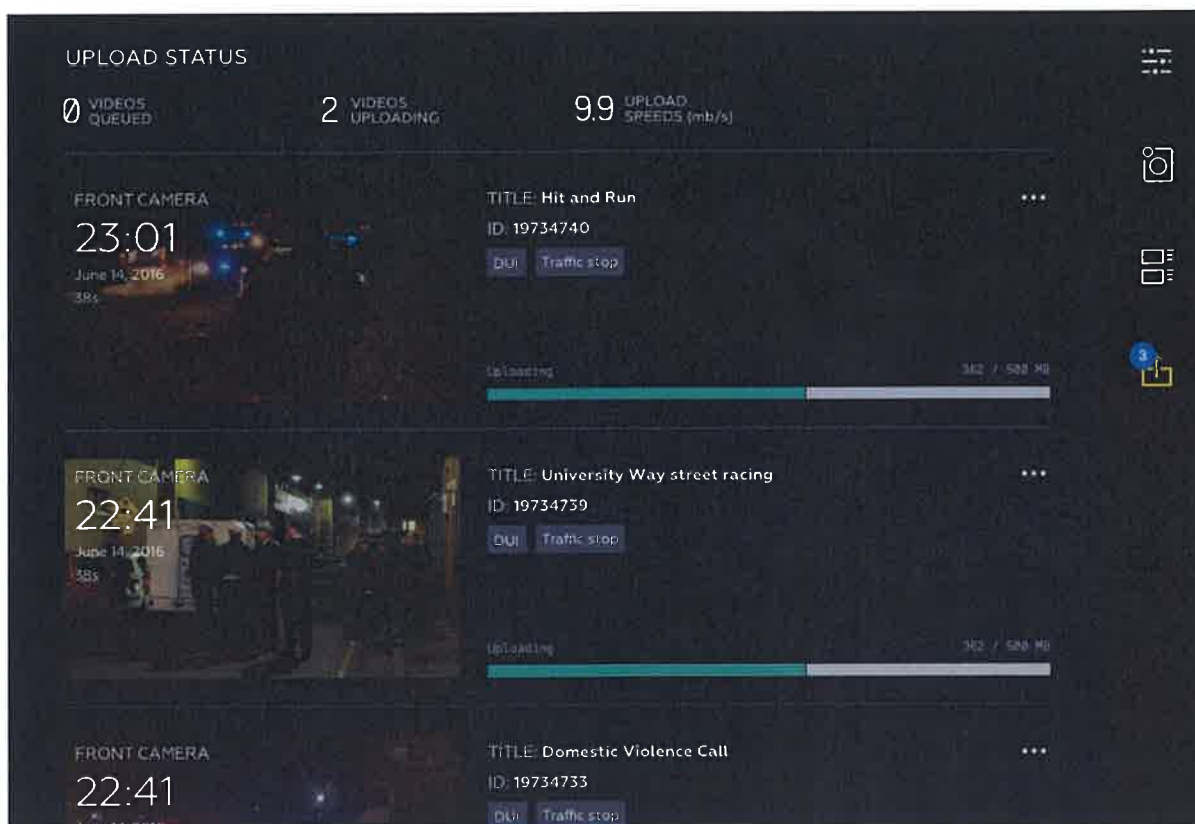 UPLOAD STATUS
0 VIDEOS QUEUED
2 VIDEOS UPLOADING
9.9 UPLOAD SPEEDS (mb/s)
FRONT CAMERA
23:01
June 14, 2016
38s
TITLE: Hit and Run
ID: 19734740
DUI Traffic stop
Uploading 362 / 500 MB
3
FRONT CAMERA
22:41
June 14, 2016
38s
TITLE: University Way street racing
ID: 19734739
DUI Traffic stop
Uploading 362 / 500 MB
FRONT CAMERA
22:41
TITLE: Domestic Violence Call
ID: 19734733
DUI Traffic stop